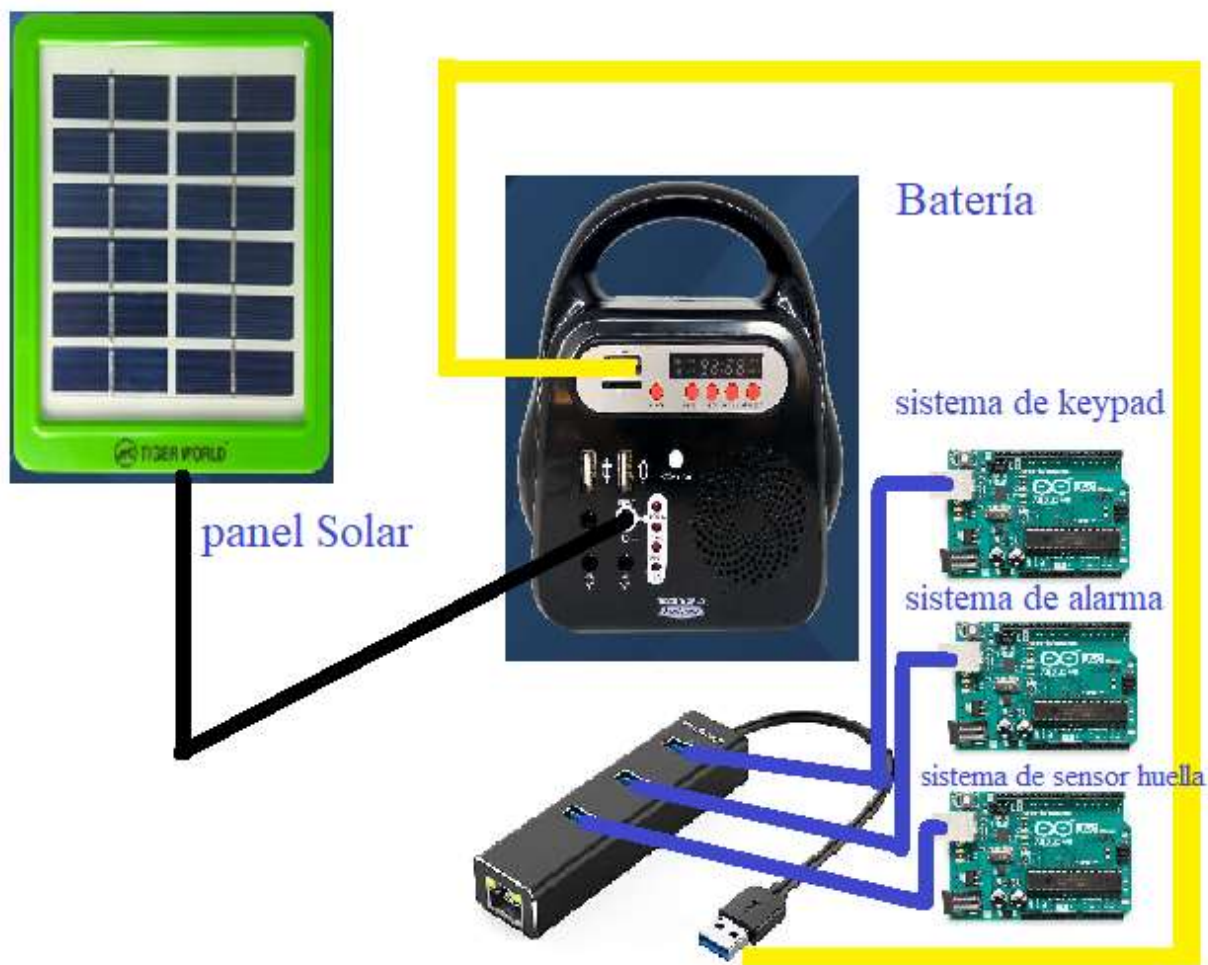 TIGER WORLD
panel Solar
Batería
sistema de keypad
sistema de alarma
sistema de sensor huella